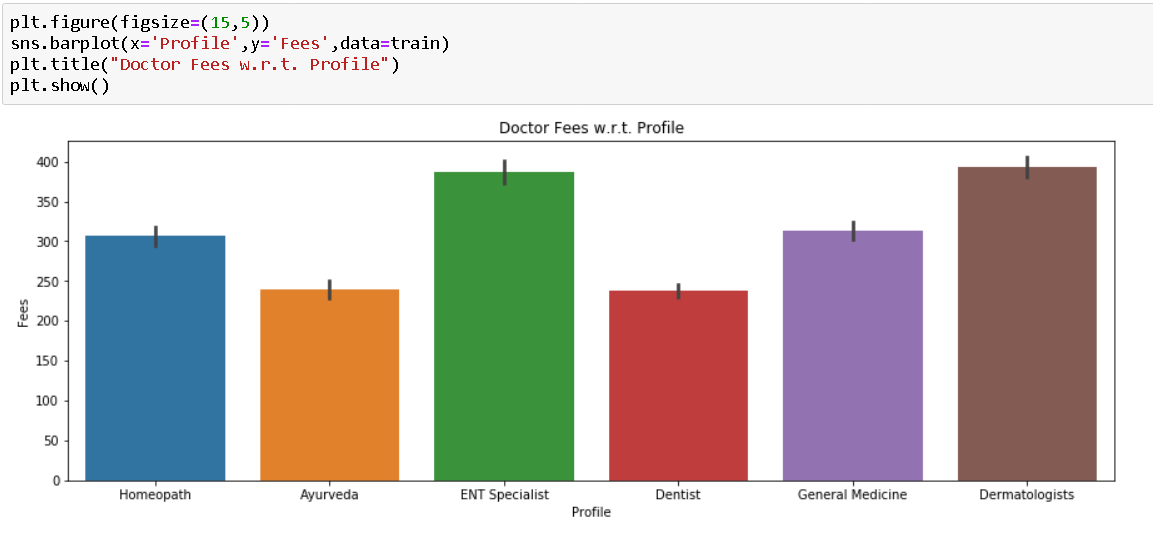 plt.figure(figsize=(15,5))
sns.barplot(x='Profile',y='Fees',data=train)
plt.title("Doctor Fees w.r.t. Profile")
plt.show()
Doctor Fees w.r.t. Profile
400
350
300
250
200
150
100
50
0
Fees
Homeopath Ayurveda ENT Specialist Dentist General Medicine Dermatologists
Profile